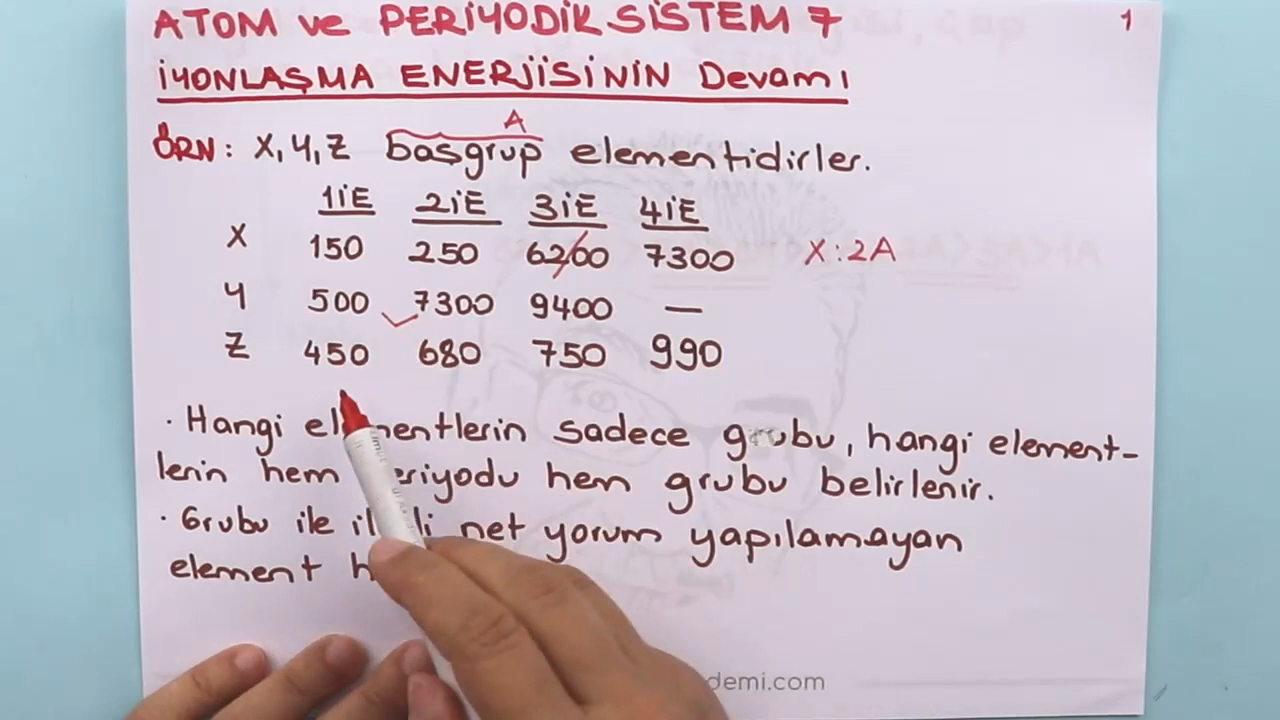 ATOM ve PERİYODİK SİSTEM 7
1
İYONLAŞMA ENERJİSİNİN Devamı
A
ÖRN: X, Y, Z başgrup elementidirler.
1İE 2İE 3İE 4İE
X 150 250 6200 7300 X:2A
Y 500 7300 9400 —
Z 450 680 750 990
· Hangi elementlerin sadece grubu, hangi element-
lerin hem periyodu hem grubu belirlenir.
· Grubu ile ilgili net yorum yapılamayan
element
demi.com